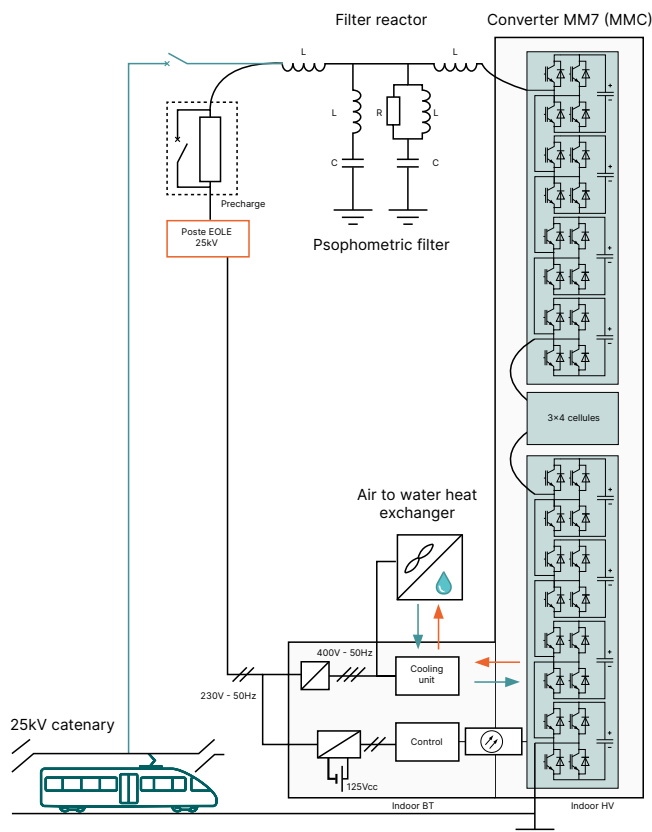 Filter reactor
Converter MM7 (MMC)
L
L
L
R
L
C
C
Precharge
Poste EOLE
25kV
Psophometric filter
+
–
+
–
+
–
+
–
3×4 cellules
Air to water heat
exchanger
+
–
+
–
+
–
+
–
400V - 50Hz
Cooling
unit
230V - 50Hz
25kV catenary
Control
125Vcc
Indoor BT
Indoor HV